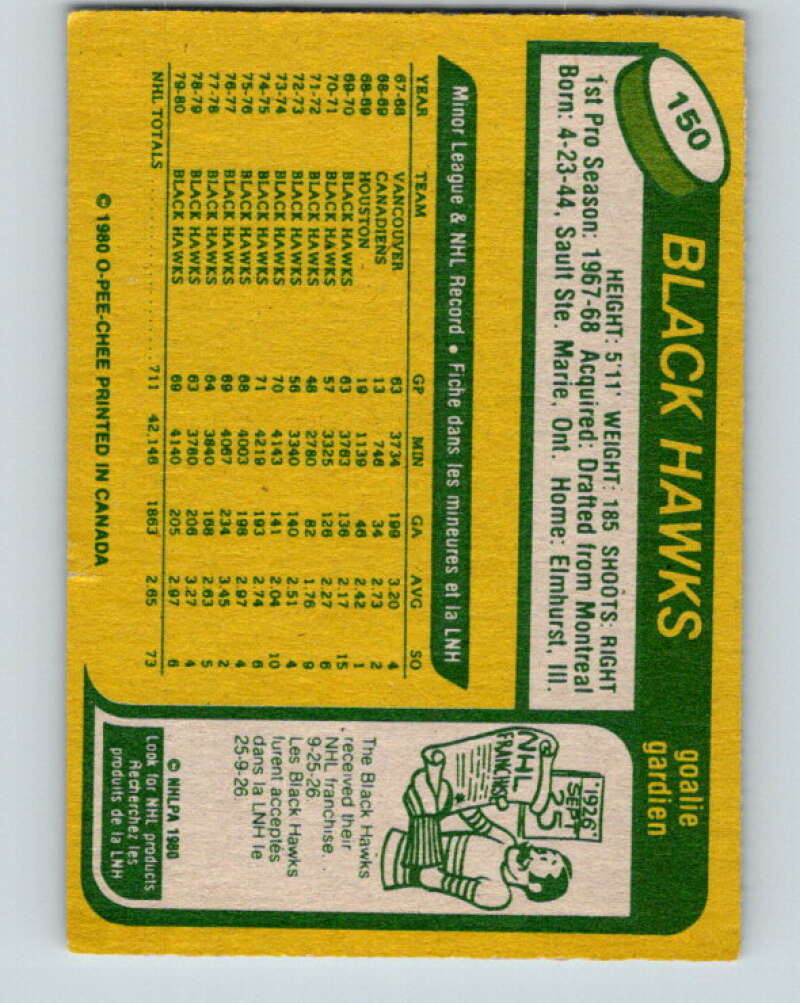 150
BLACK HAWKS
goalie
gardien
HEIGHT: 5'11' WEIGHT: 185 SHOOTS: RIGHT
1st Pro Season: 1967-68 Acquired: Drafted from Montreal
Born: 4-23-44, Sault Ste. Marie, Ont. Home: Elmhurst, Ill.
Minor League & NHL Record • Fiche dans les mineures et la LNH
YEAR TEAM GP MIN GA AVG SO
67-68 VANCOUVER 63 3734 199 3.20 4
68-69 CANADIENS 13 746 34 2.73 2
68-69 HOUSTON 19 1139 46 2.42 1
69-70 BLACK HAWKS 63 3763 136 2.17 15
70-71 BLACK HAWKS 57 3325 126 2.27 6
71-72 BLACK HAWKS 48 2780 82 1.76 9
72-73 BLACK HAWKS 56 3340 140 2.51 4
73-74 BLACK HAWKS 70 4143 141 2.04 10
74-75 BLACK HAWKS 71 4219 193 2.74 6
75-76 BLACK HAWKS 68 4003 198 2.97 4
76-77 BLACK HAWKS 69 4067 234 3.45 2
77-78 BLACK HAWKS 64 3840 168 2.63 5
78-79 BLACK HAWKS 63 3780 206 3.27 4
79-80 BLACK HAWKS 69 4140 205 2.97 6
NHL TOTALS 711 42,146 1863 2.65 73
© 1980 O-PEE-CHEE PRINTED IN CANADA
1926
SEPT
25
NHL
FRANCHISE
The Black Hawks
received their
NHL franchise.
9-25-26.
Les Black Hawks
furent acceptés
dans la LNH le
25-9-26.
© NHLPA 1980
Look for NHL products
Recherchez les
produits de la LNH